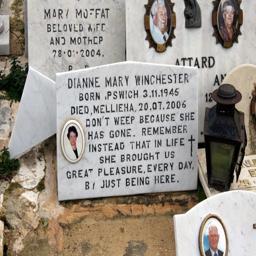 MARY MOFFAT
BELOVED WIFE
AND MOTHER
28-01-2004.
ATTARD
DIANNE MARY WINCHESTER
BORN, IPSWICH 3.11.1945
DIED, MELLIEHA, 20.07.2006
DON'T WEEP BECAUSE SHE
HAS GONE. REMEMBER
INSTEAD THAT IN LIFE
SHE BROUGHT US
GREAT PLEASURE, EVERY DAY,
BY JUST BEING HERE.